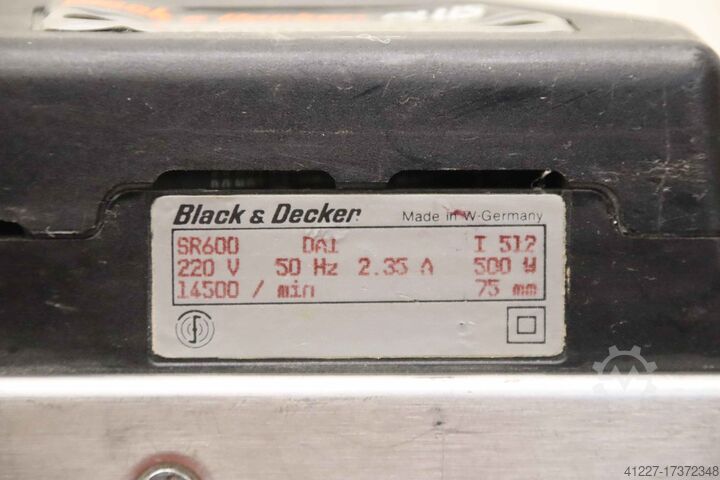 Black & Decker Made in W-Germany
SR600 DA1 I 512
220 V 50 Hz 2.35 A 500 W
14500 / min 75 mm
41227-17372348